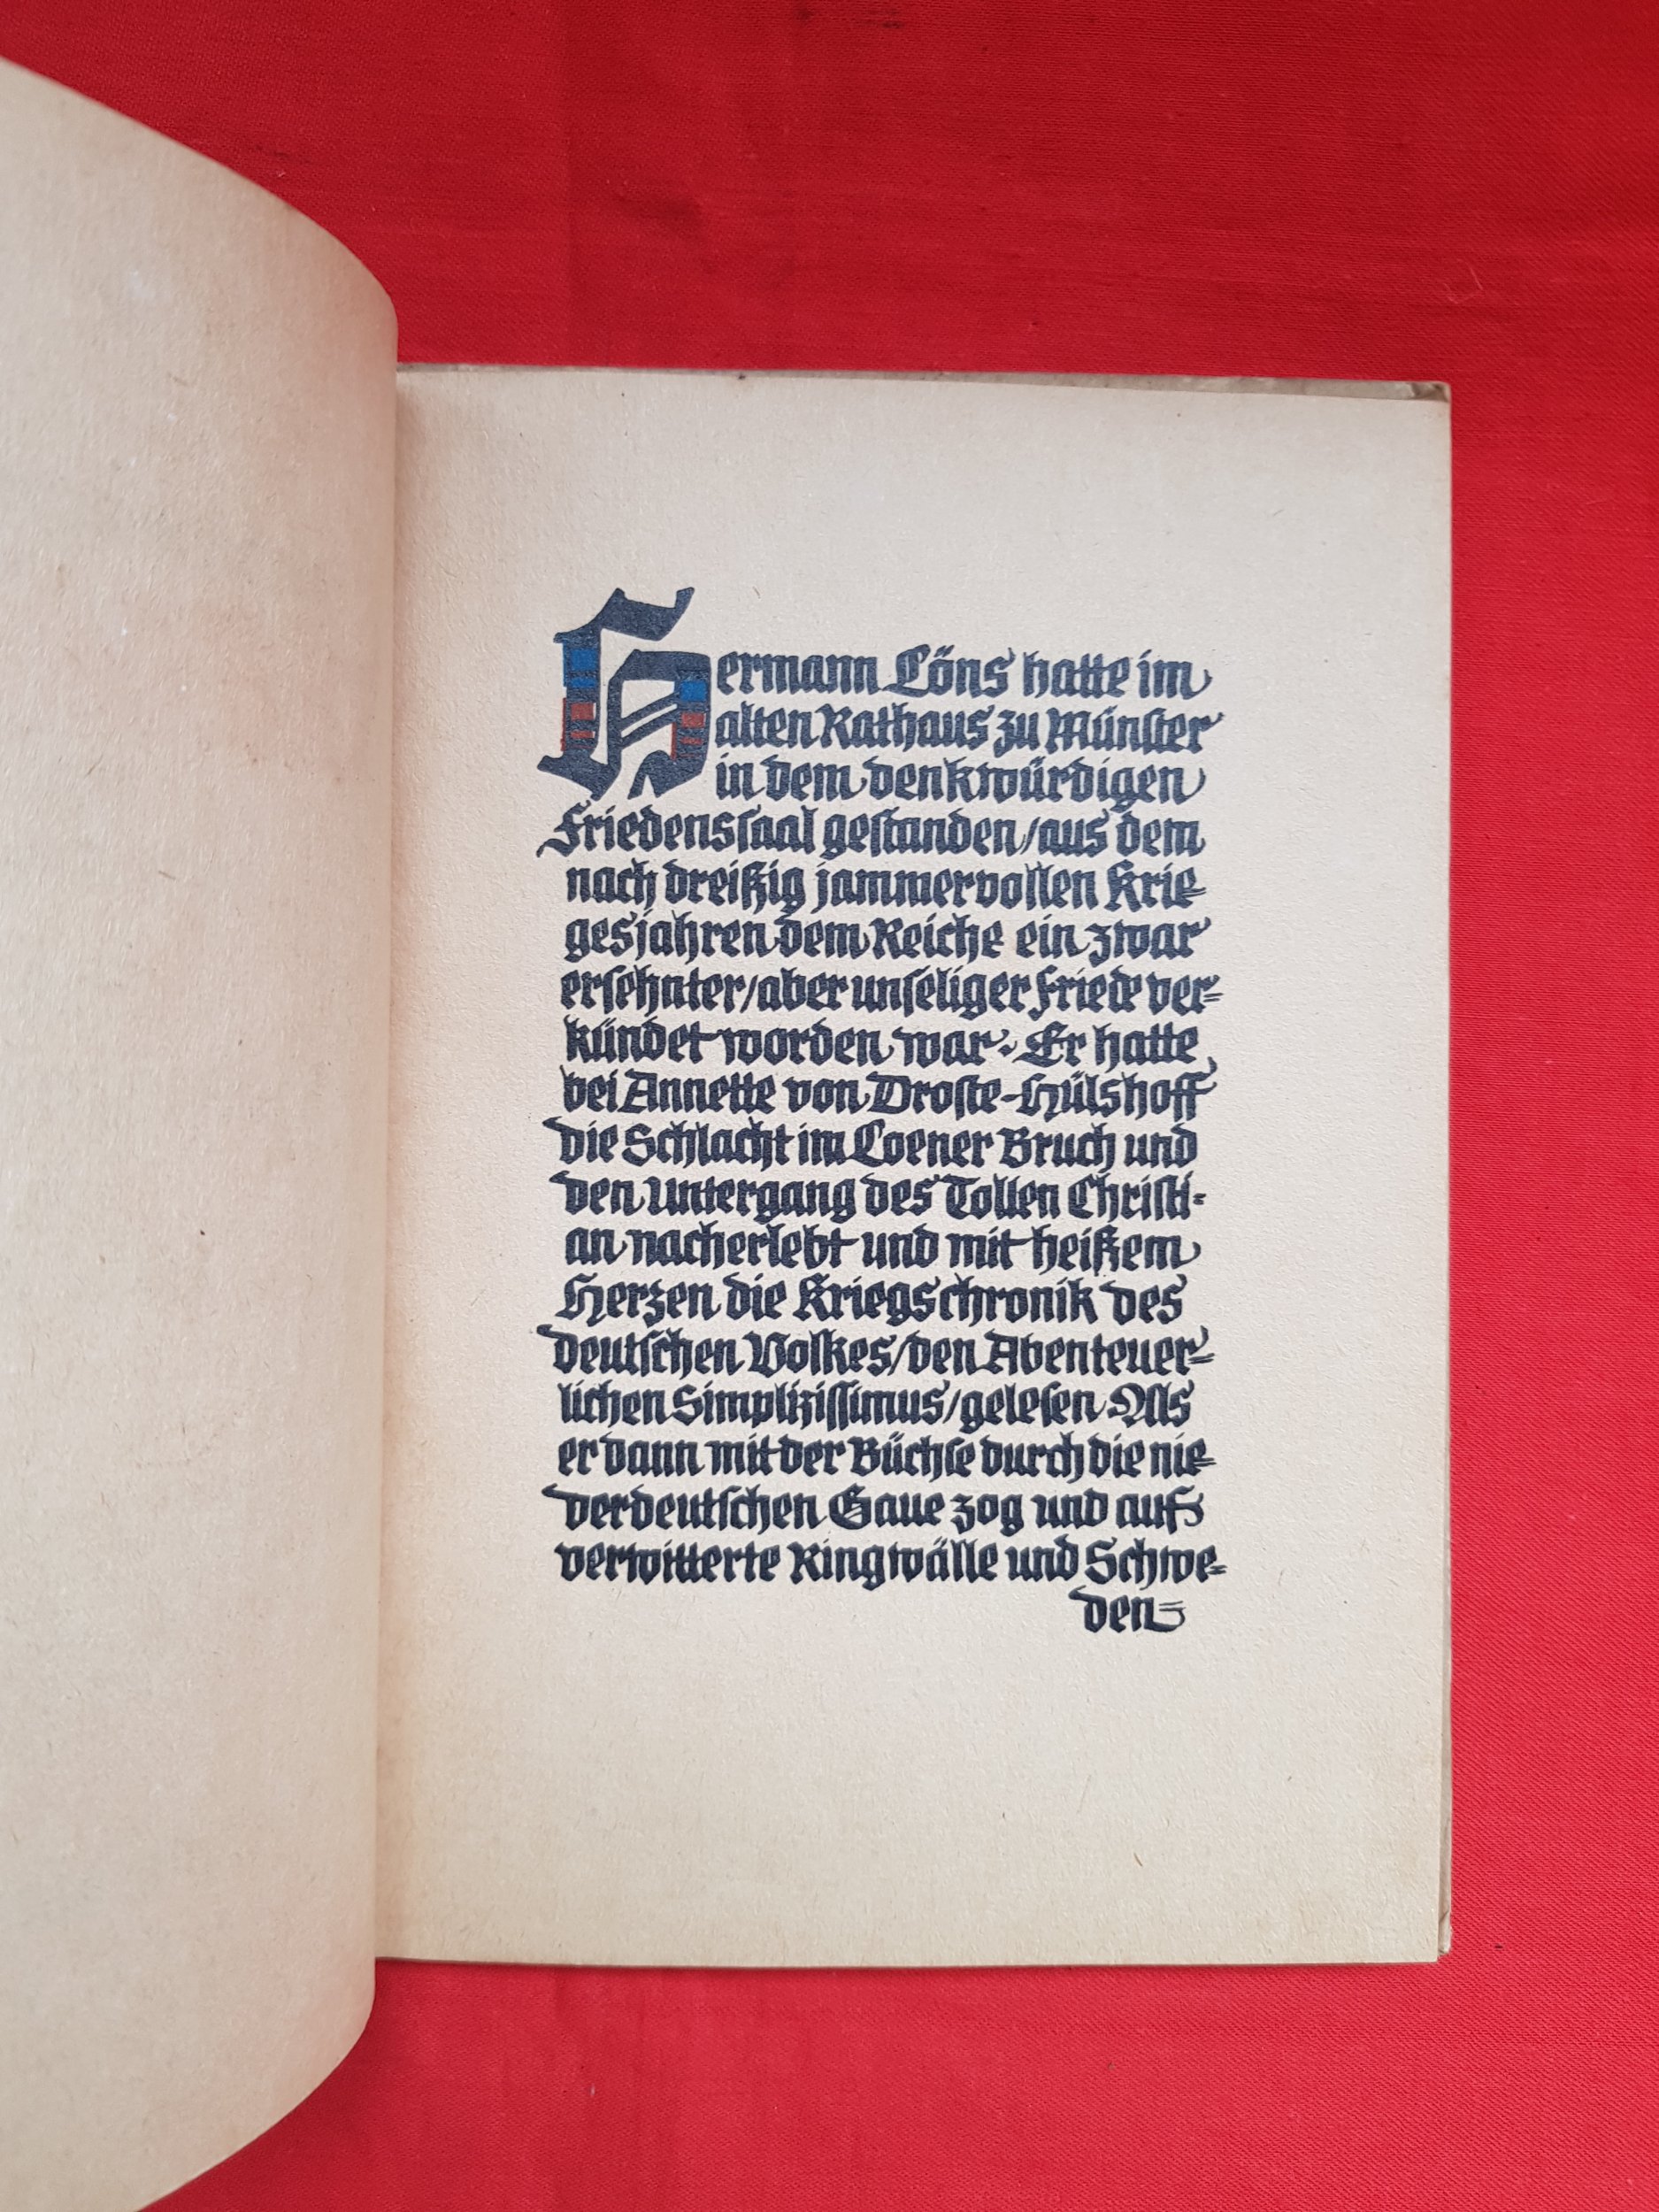 Hermann Löns hatte im
alten Rathaus zu Münster
in dem denkwürdigen
Friedenssaal gestanden/aus dem
nach dreißig jammervollen Krie-
gesjahren dem Reiche ein zwar
ersehnter/aber unseliger Friede ver-
kündet worden war. Er hatte
bei Annette von Droste-Hülshoff
die Schlacht im Loener Bruch und
den Untergang des Tollen Christi-
an nacherlebt und mit heißem
Herzen die Kriegschronik des
deutschen Volkes/den Abenteuer-
lichen Simplizissimus/gelesen. Als
er dann mit der Büchse durch die nie-
derdeutschen Gaue zog und auf
verwitterte Ringwälle und Schwe-
den-